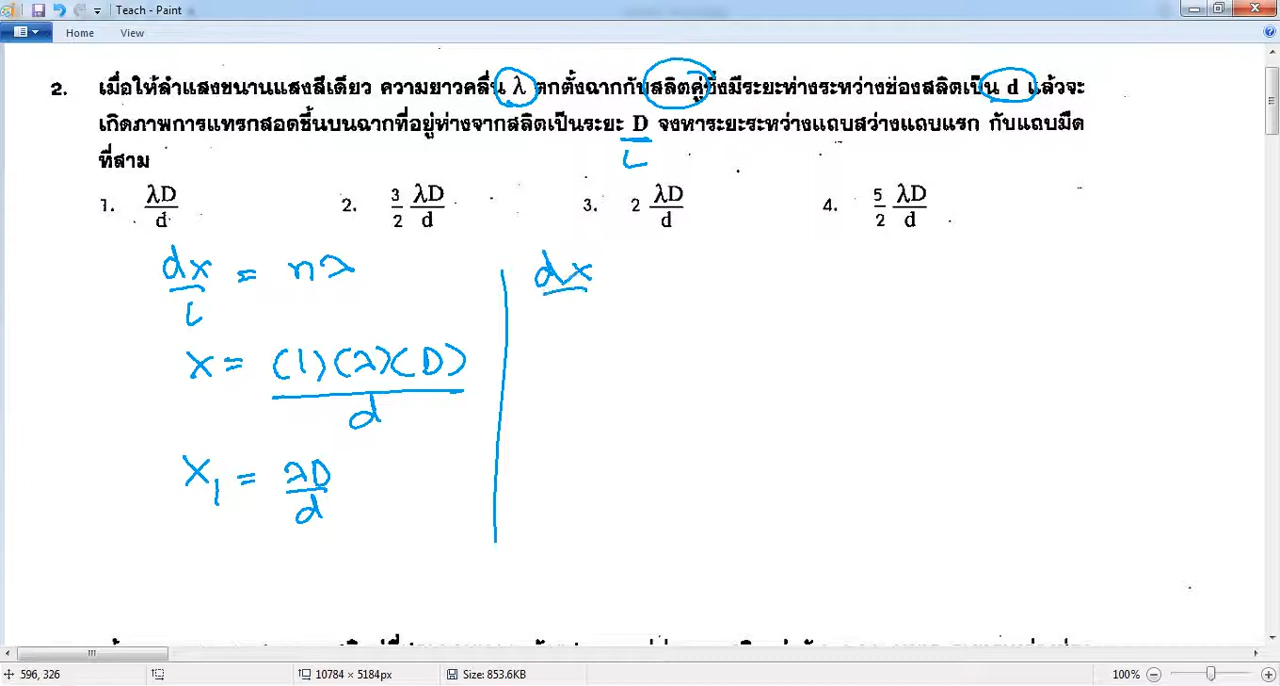 Teach - Paint
Home View
2. เมื่อให้ลำแสงขนานแสงสีเดียว ความยาวคลื่น λ ตกตั้งฉากกับสลิตคู่ซึ่งมีระยะห่างระหว่างช่องสลิตเป็น d แล้วจะ
เกิดภาพการแทรกสอดขึ้นบนฉากที่อยู่ห่างจากสลิตเป็นระยะ D จงหาระยะระหว่างแถบสว่างแถบแรก กับแถบมืด
L
ที่สาม
1. λD/d 2. 3/2 λD/d 3. 2 λD/d 4. 5/2 λD/d
dx/L = nλ
dx
x = (1)(λ)(D)/d
x1 = λD/d
596, 326 10784 × 5184px Size: 853.6KB 100%